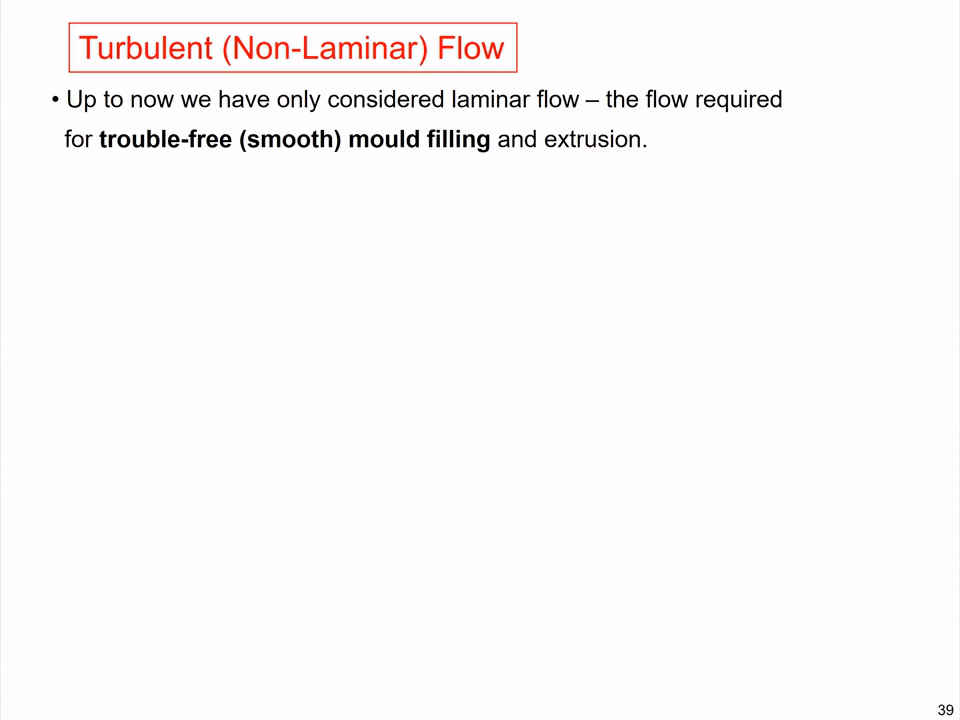 Turbulent (Non-Laminar) Flow
• Up to now we have only considered laminar flow – the flow required
for trouble-free (smooth) mould filling and extrusion.
39